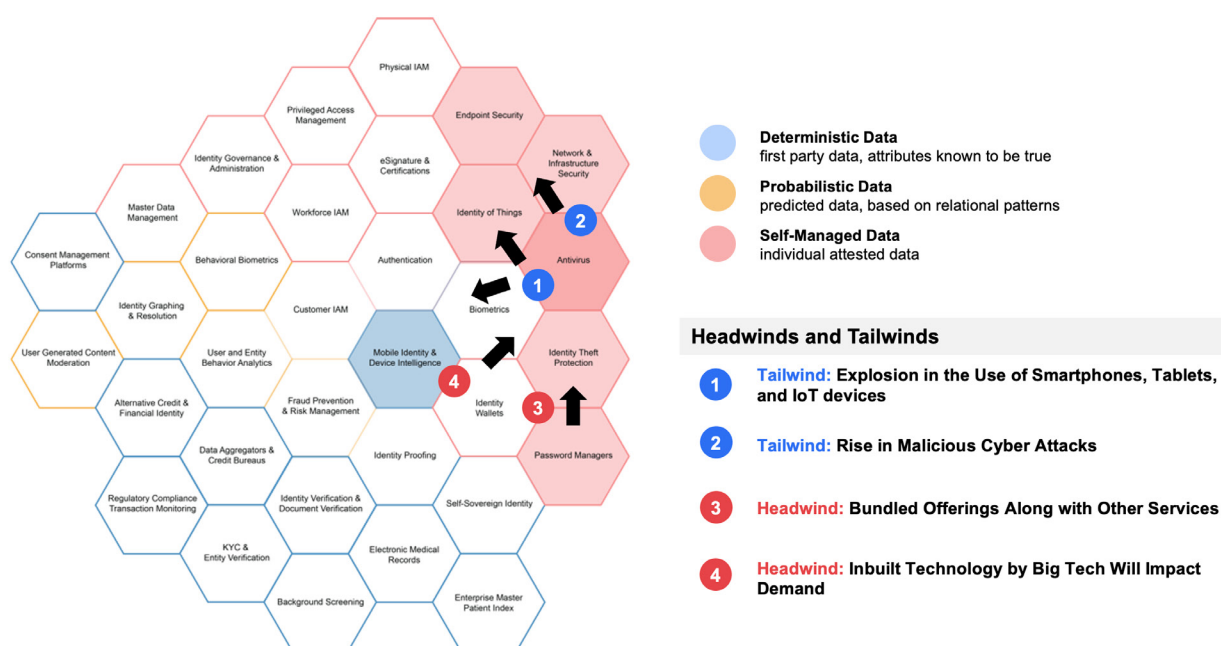 Physical IAM
Privileged Access
Management
Endpoint Security
Identity Governance &
Administration
eSignature &
Certifications
Network &
Infrastructure
Security
Master Data
Management
Workforce IAM
Identity of Things
2
Consent Management
Platforms
Behavioral Biometrics
Authentication
Antivirus
1
Identity Graphing
& Resolution
Customer IAM
Biometrics
User Generated Content
Moderation
User and Entity
Behavior Analytics
Mobile Identity &
Device Intelligence
Identity Theft
Protection
4
Alternative Credit &
Financial Identity
Fraud Prevention
& Risk Management
Identity
Wallets
3
Data Aggregators &
Credit Bureaus
Identity Proofing
Password Managers
Regulatory Compliance
Transaction Monitoring
Identity Verification &
Document Verification
Self-Sovereign Identity
KYC &
Entity Verification
Electronic Medical
Records
Background Screening
Enterprise Master
Patient Index
Deterministic Data
first party data, attributes known to be true
Probabilistic Data
predicted data, based on relational patterns
Self-Managed Data
individual attested data
Headwinds and Tailwinds
1 Tailwind: Explosion in the Use of Smartphones, Tablets,
and IoT devices
2 Tailwind: Rise in Malicious Cyber Attacks
3 Headwind: Bundled Offerings Along with Other Services
4 Headwind: Inbuilt Technology by Big Tech Will Impact
Demand